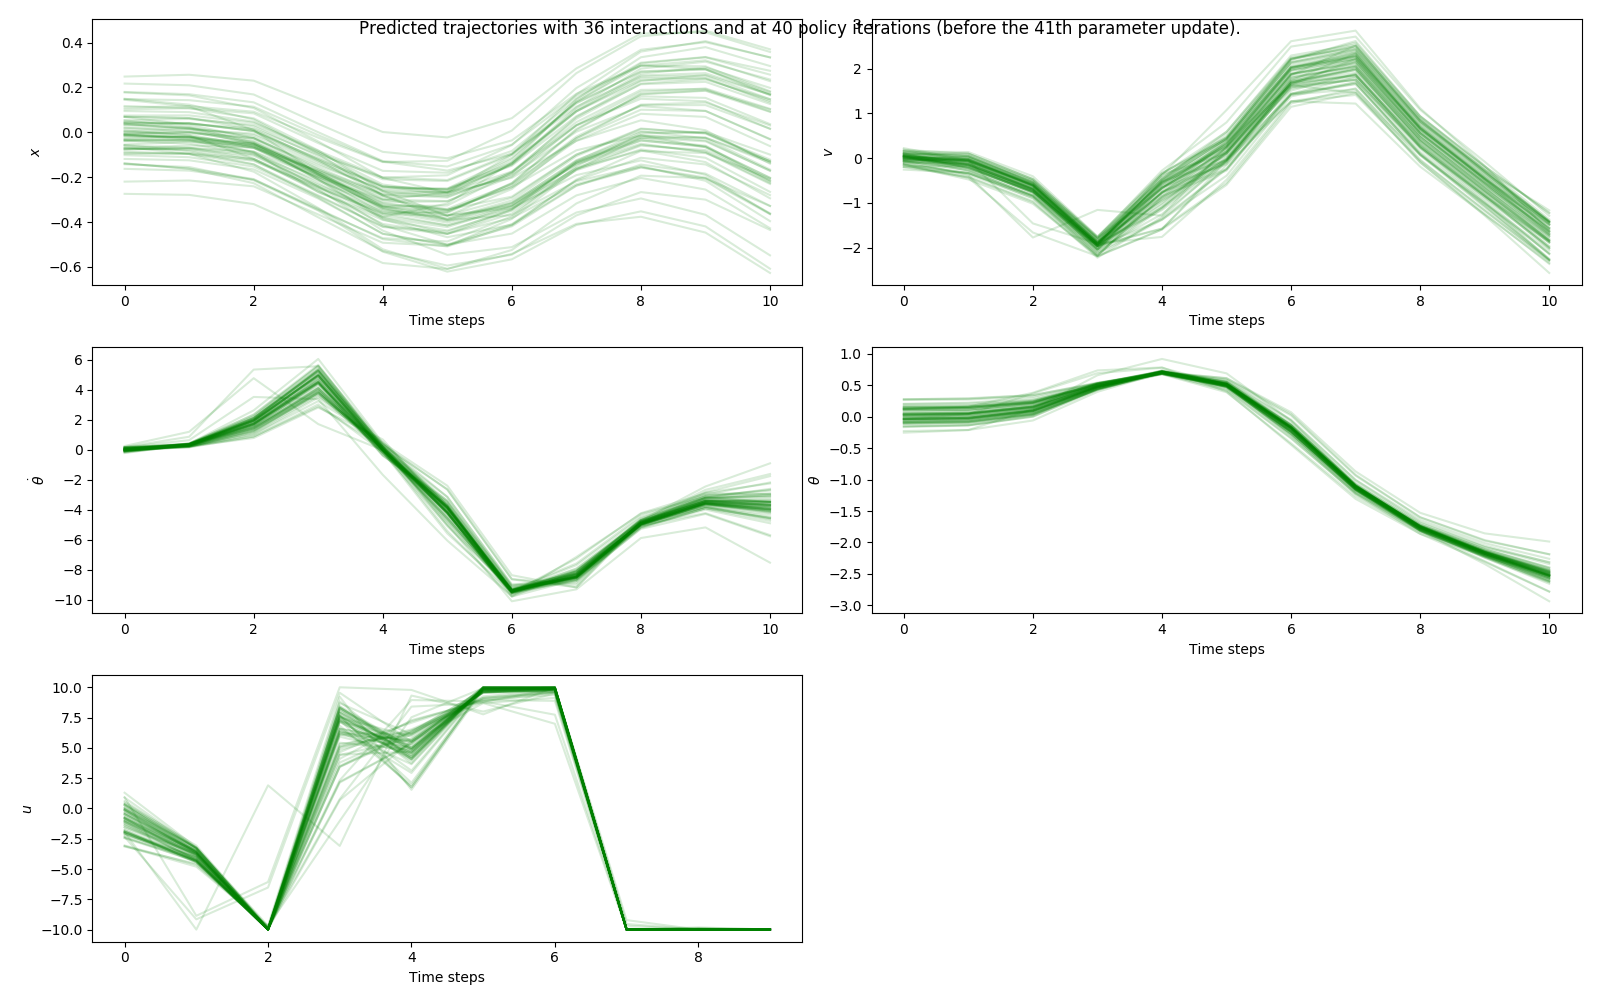 Predicted trajectories with 36 interactions and at 40 policy iterations (before the 41th parameter update).
0.4
0.2
0.0
−0.2
−0.4
−0.6
x
0 2 4 6 8 10
Time steps
3
2
1
0
−1
−2
v
0 2 4 6 8 10
Time steps
6
4
2
0
−2
−4
−6
−8
−10
θ̇
0 2 4 6 8 10
Time steps
1.0
0.5
0.0
−0.5
−1.0
−1.5
−2.0
−2.5
−3.0
θ
0 2 4 6 8 10
Time steps
10.0
7.5
5.0
2.5
0.0
−2.5
−5.0
−7.5
−10.0
u
0 2 4 6 8
Time steps